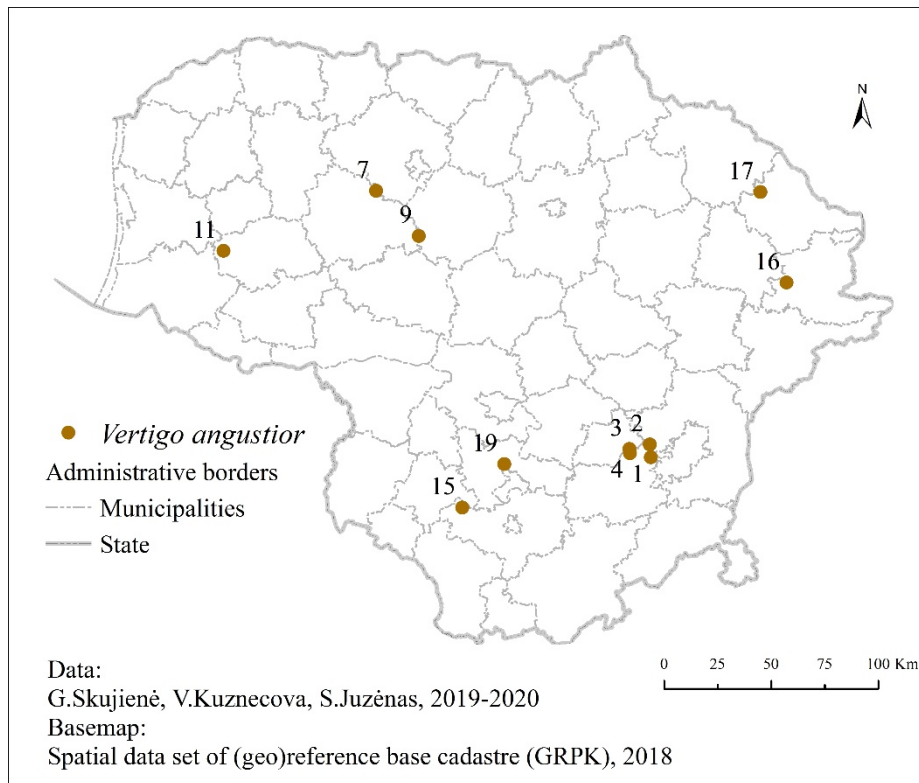 N
7
17
9
11
16
3 2
19
4 1
15
Vertigo angustior
Administrative borders
Municipalities
State
0 25 50 75 100 Km
Data:
G.Skujienė, V.Kuznecova, S.Juzėnas, 2019-2020
Basemap:
Spatial data set of (geo)reference base cadastre (GRPK), 2018